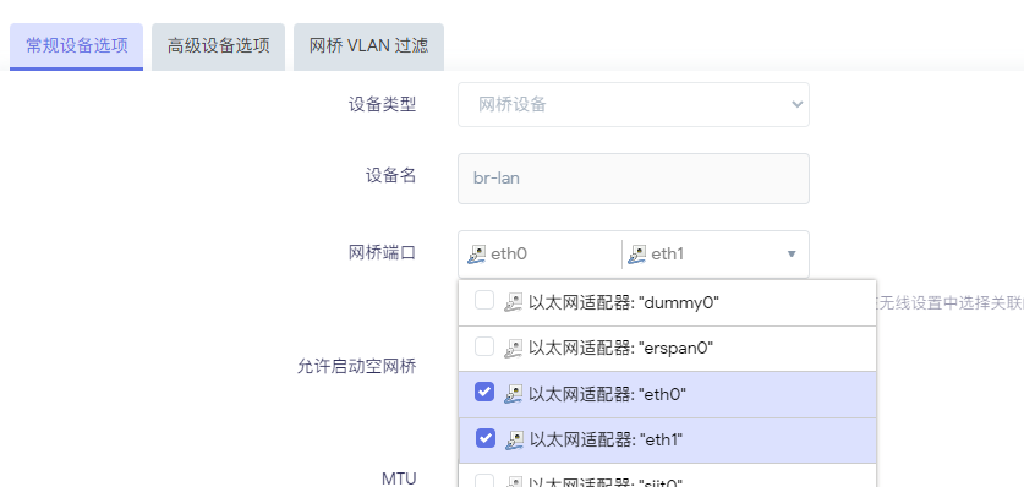 常规设备选项 高级设备选项 网桥 VLAN 过滤
设备类型 网桥设备
设备名 br-lan
网桥端口 eth0 eth1
以太网适配器: "dummy0"
无线设置中选择关联
以太网适配器: "erspan0"
允许启动空网桥
以太网适配器: "eth0"
以太网适配器: "eth1"
MTU
以太网适配器: "sit0"